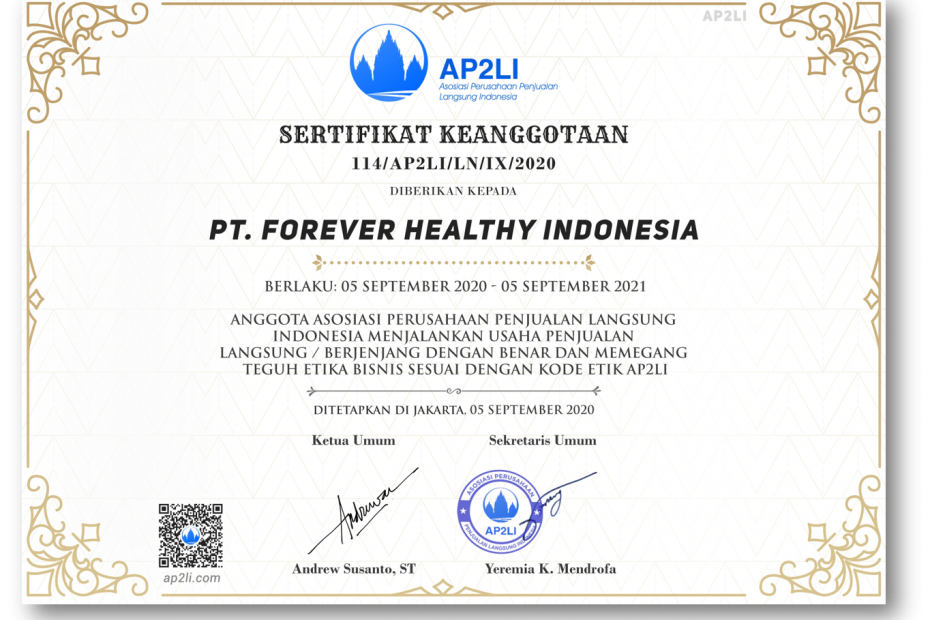 AP2LI
AP2LI
Asosiasi Perusahaan Penjualan
Langsung Indonesia
SERTIFIKAT KEANGGOTAAN
114/AP2LI/LN/IX/2020
DIBERIKAN KEPADA
PT. FOREVER HEALTHY INDONESIA
BERLAKU: 05 SEPTEMBER 2020 - 05 SEPTEMBER 2021
ANGGOTA ASOSIASI PERUSAHAAN PENJUALAN LANGSUNG
INDONESIA MENJALANKAN USAHA PENJUALAN
LANGSUNG / BERJENJANG DENGAN BENAR DAN MEMEGANG
TEGUH ETIKA BISNIS SESUAI DENGAN KODE ETIK AP2LI
DITETAPKAN DI JAKARTA, 05 SEPTEMBER 2020
Ketua Umum
Sekretaris Umum
ASOSIASI PERUSAHAAN
AP2LI
PENJUALAN LANGSUNG INDONESIA
ap2li.com
Andrew Susanto, ST
Yeremia K. Mendrofa